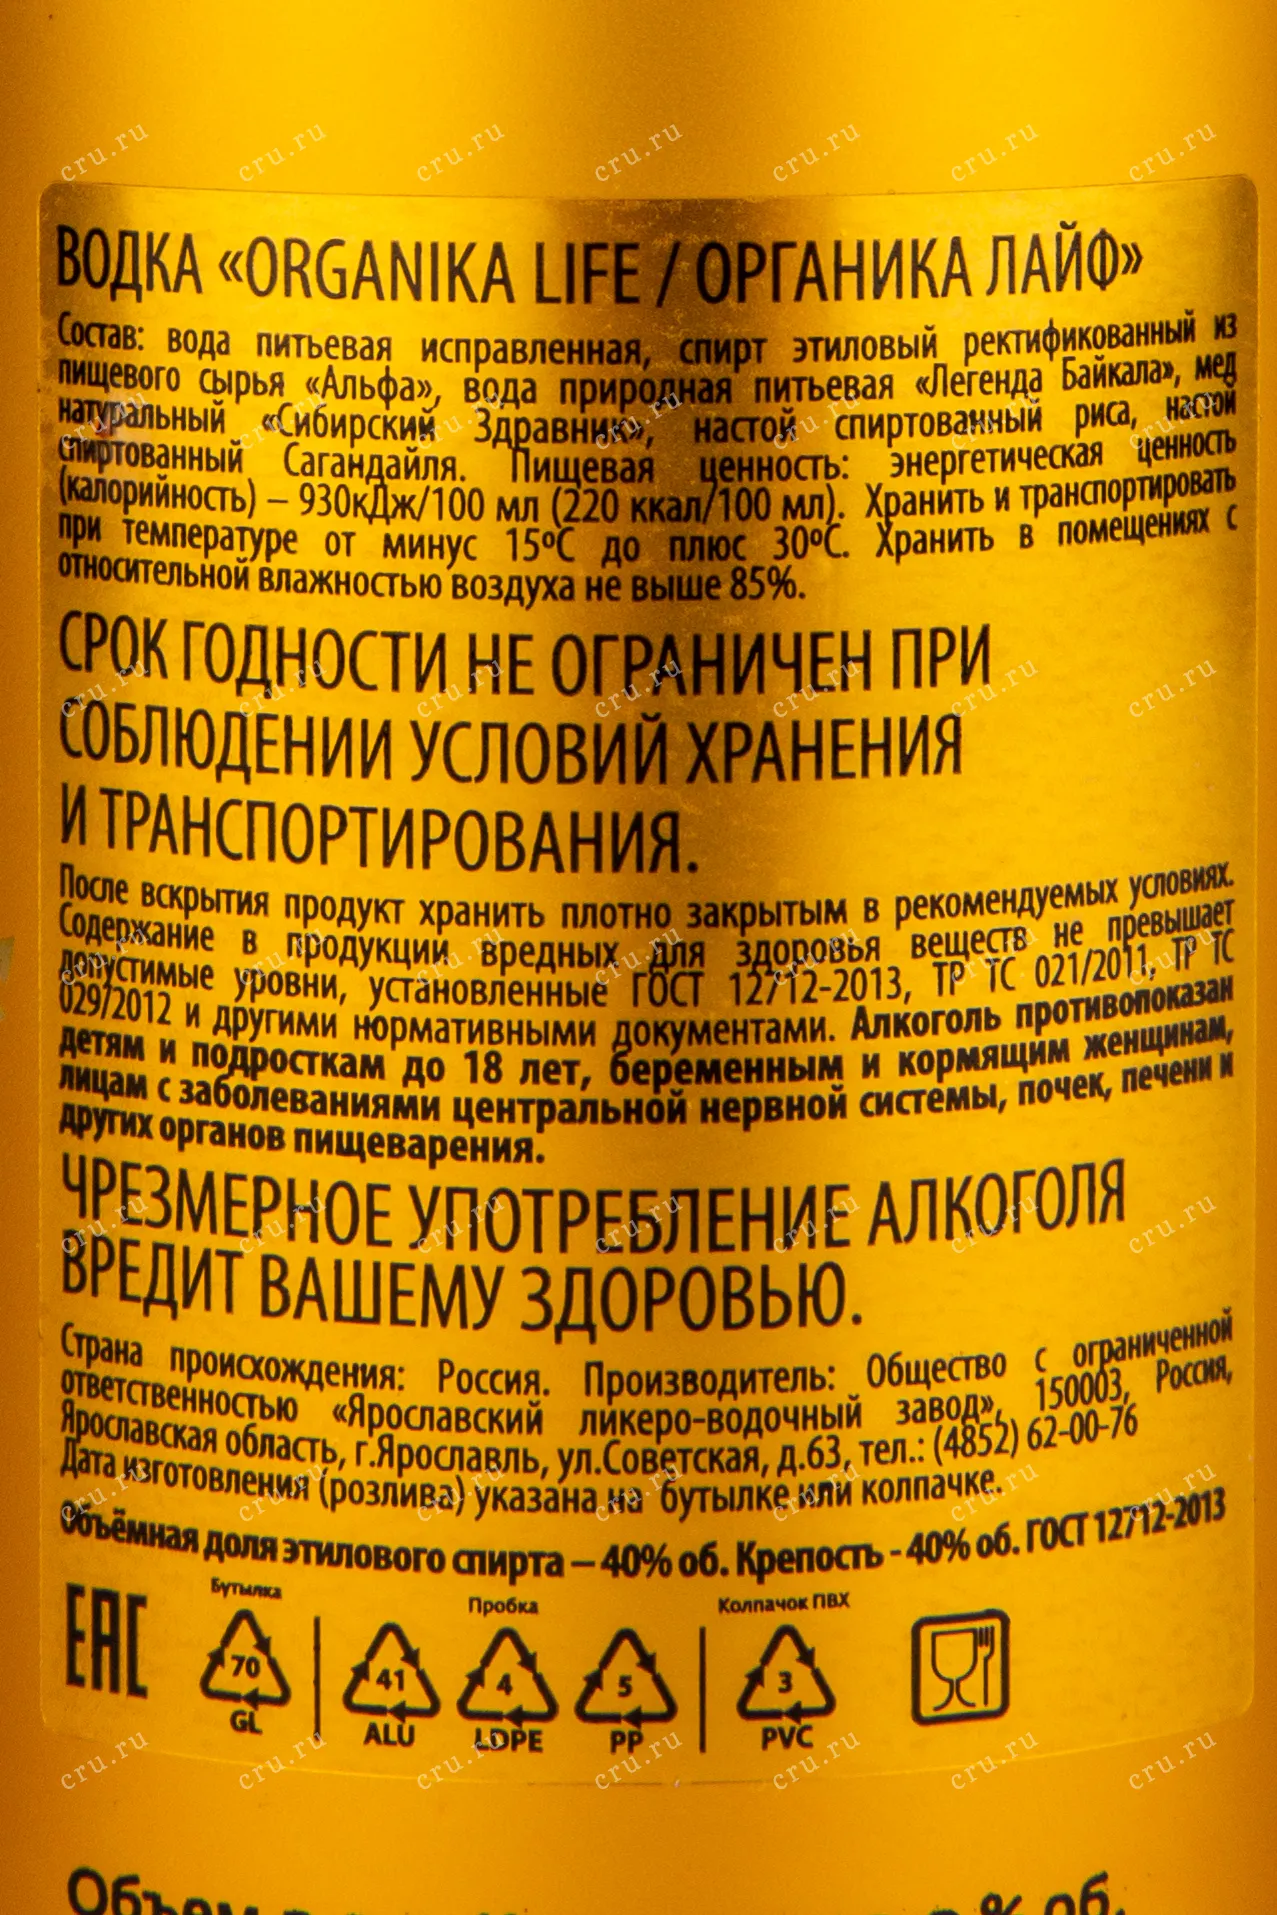 ВОДКА «ORGANIKA LIFE / ОРГАНИКА ЛАЙФ»
Состав: вода питьевая исправленная, спирт этиловый ректификованный из
пищевого сырья «Альфа», вода природная питьевая «Легенда Байкала», мед
натуральный «Сибирский Здравник», настой спиртованный риса, настой
спиртованный Сагандайля. Пищевая ценность: энергетическая ценность
(калорийность) – 930кДж/100 мл (220 ккал/100 мл). Хранить и транспортировать
при температуре от минус 15ºС до плюс 30ºС. Хранить в помещениях с
относительной влажностью воздуха не выше 85%.
СРОК ГОДНОСТИ НЕ ОГРАНИЧЕН ПРИ
СОБЛЮДЕНИИ УСЛОВИЙ ХРАНЕНИЯ
И ТРАНСПОРТИРОВАНИЯ.
После вскрытия продукт хранить плотно закрытым в рекомендуемых условиях.
Содержание в продукции вредных для здоровья веществ не превышает
допустимые уровни, установленные ГОСТ 12712-2013, ТР ТС 021/2011, ТР ТС
029/2012 и другими нормативными документами. Алкоголь противопоказан
детям и подросткам до 18 лет, беременным и кормящим женщинам,
лицам с заболеваниями центральной нервной системы, почек, печени и
других органов пищеварения.
ЧРЕЗМЕРНОЕ УПОТРЕБЛЕНИЕ АЛКОГОЛЯ
ВРЕДИТ ВАШЕМУ ЗДОРОВЬЮ.
Страна происхождения: Россия. Производитель: Общество с ограниченной
ответственностью «Ярославский ликеро-водочный завод», 150003, Россия,
Ярославская область, г.Ярославль, ул.Советская, д.63, тел.: (4852) 62-00-76
Дата изготовления (розлива) указана на бутылке или колпачке.
Объёмная доля этилового спирта – 40% об. Крепость - 40% об. ГОСТ 12712-2013
Бутылка Пробка Колпачок ПВХ
EAC 70 41 4 5 3
GL ALU LDPE PP PVC
Объем % об.
cru.ru